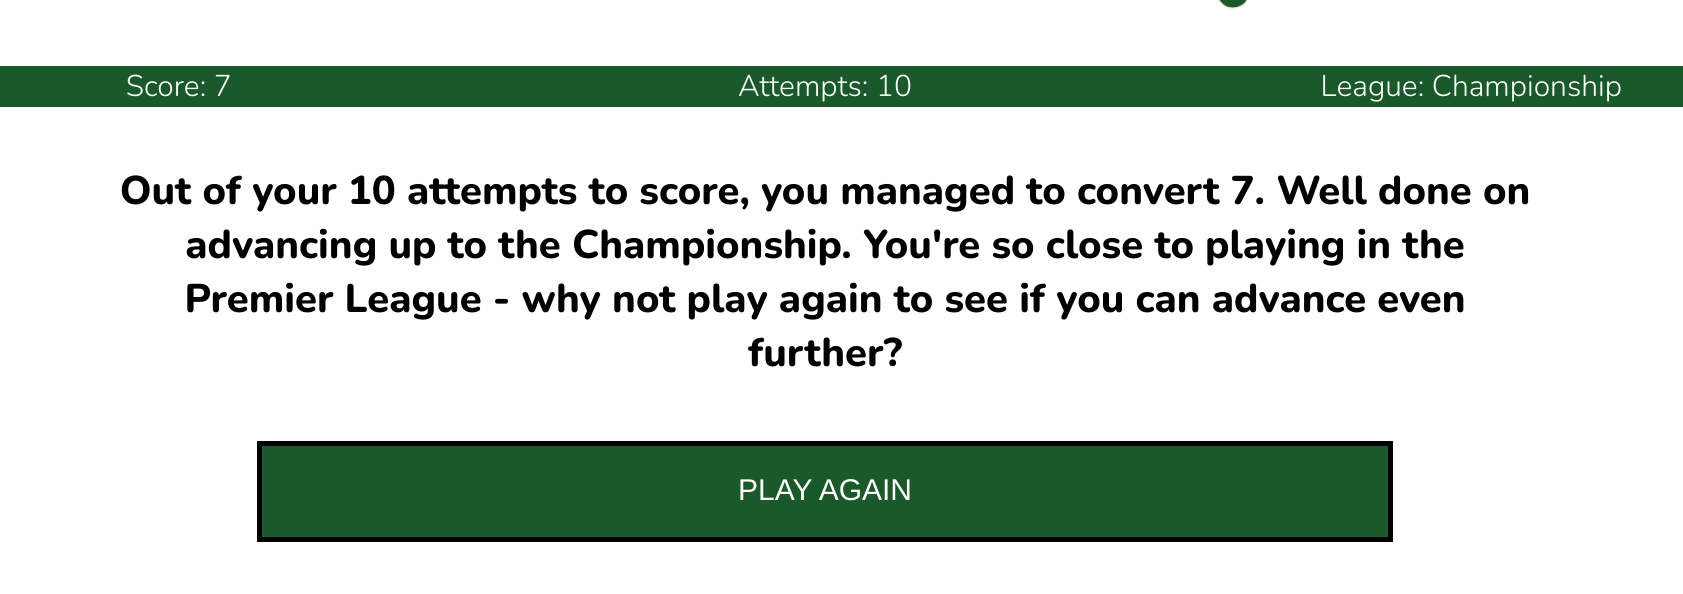 Score: 7
Attempts: 10
League: Championship
Out of your 10 attempts to score, you managed to convert 7. Well done on
advancing up to the Championship. You're so close to playing in the
Premier League - why not play again to see if you can advance even
further?
PLAY AGAIN